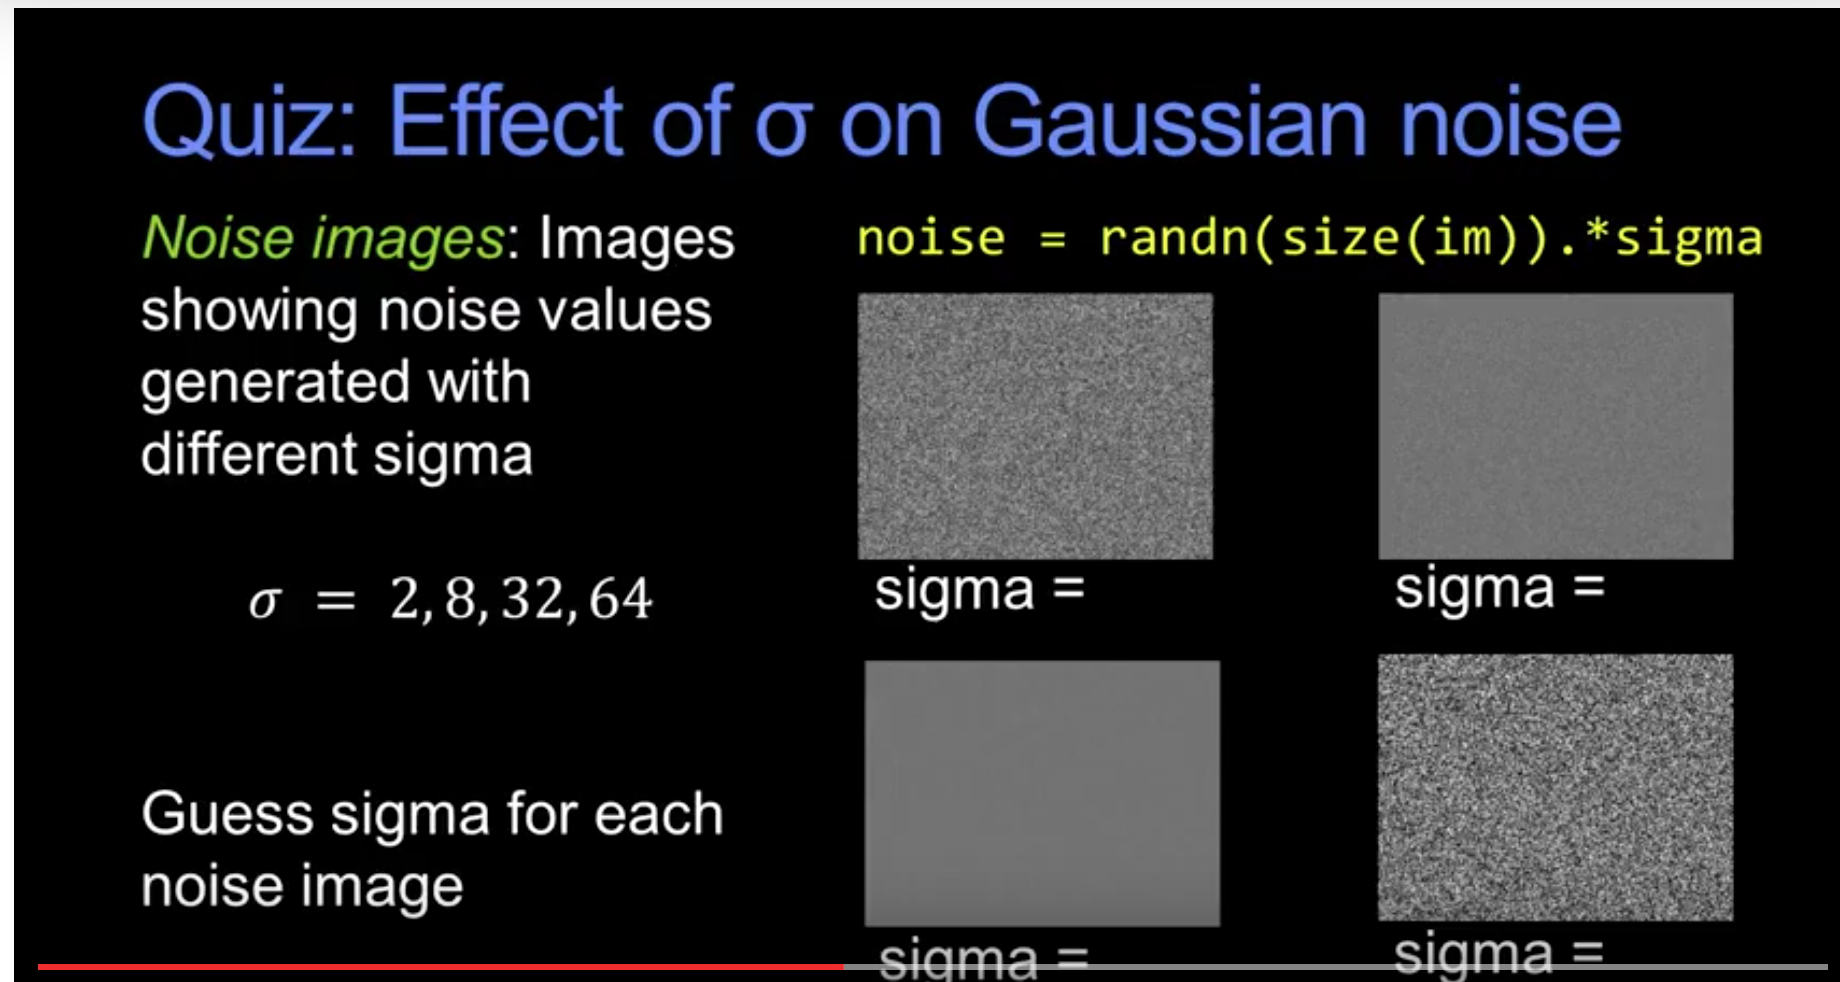 Quiz: Effect of σ on Gaussian noise
Noise images: Images
showing noise values
generated with
different sigma
σ = 2, 8, 32, 64
Guess sigma for each
noise image
noise = randn(size(im)).*sigma
sigma =
sigma =
sigma =
sigma =